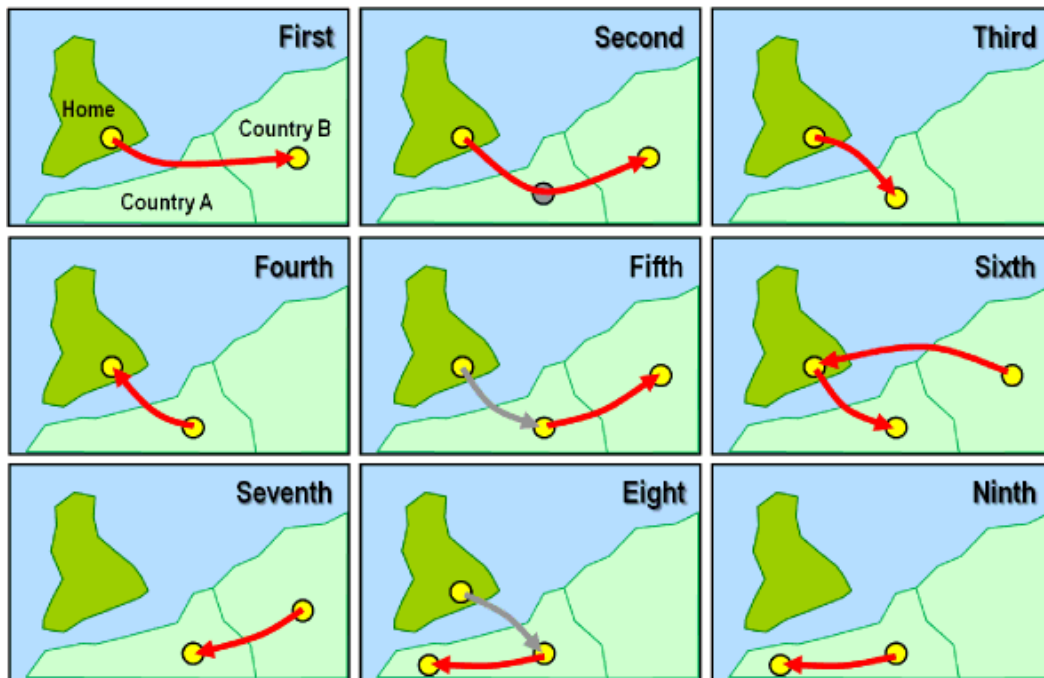 First
Home
Country B
Country A
Second
Third
Fourth
Fifth
Sixth
Seventh
Eight
Ninth